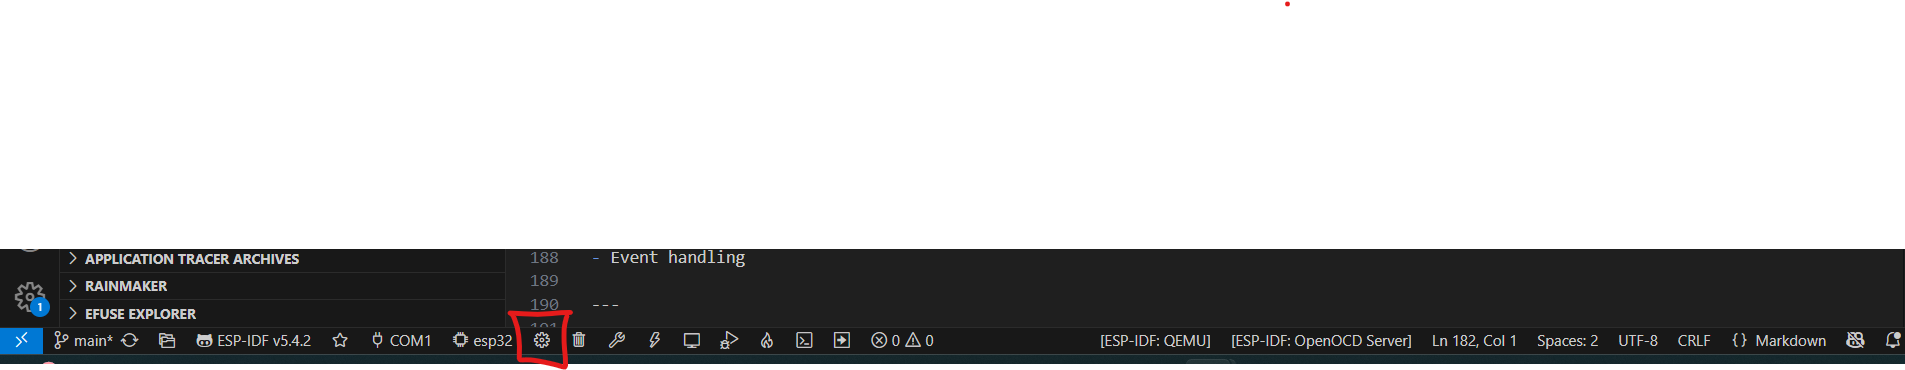 APPLICATION TRACER ARCHIVES
RAINMAKER
EFUSE EXPLORER
188 - Event handling
189
190 ---
1
main* ESP-IDF v5.4.2 COM1 esp32 0 0 [ESP-IDF: QEMU] [ESP-IDF: OpenOCD Server] Ln 182, Col 1 Spaces: 2 UTF-8 CRLF {} Markdown